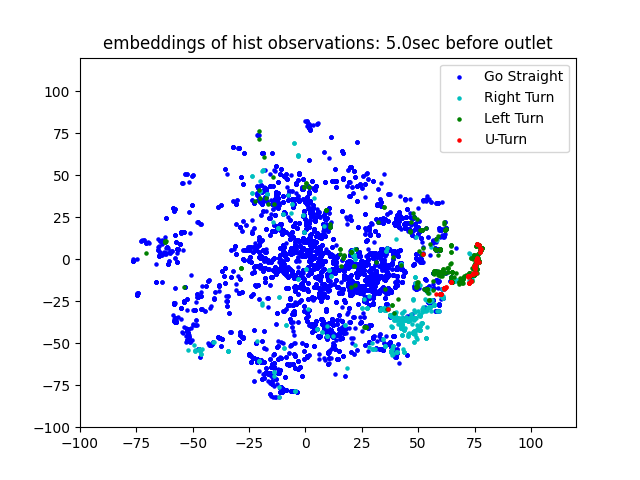 embeddings of hist observations: 5.0sec before outlet
Go Straight
Right Turn
Left Turn
U-Turn
100
75
50
25
0
−25
−50
−75
−100
−100 −75 −50 −25 0 25 50 75 100